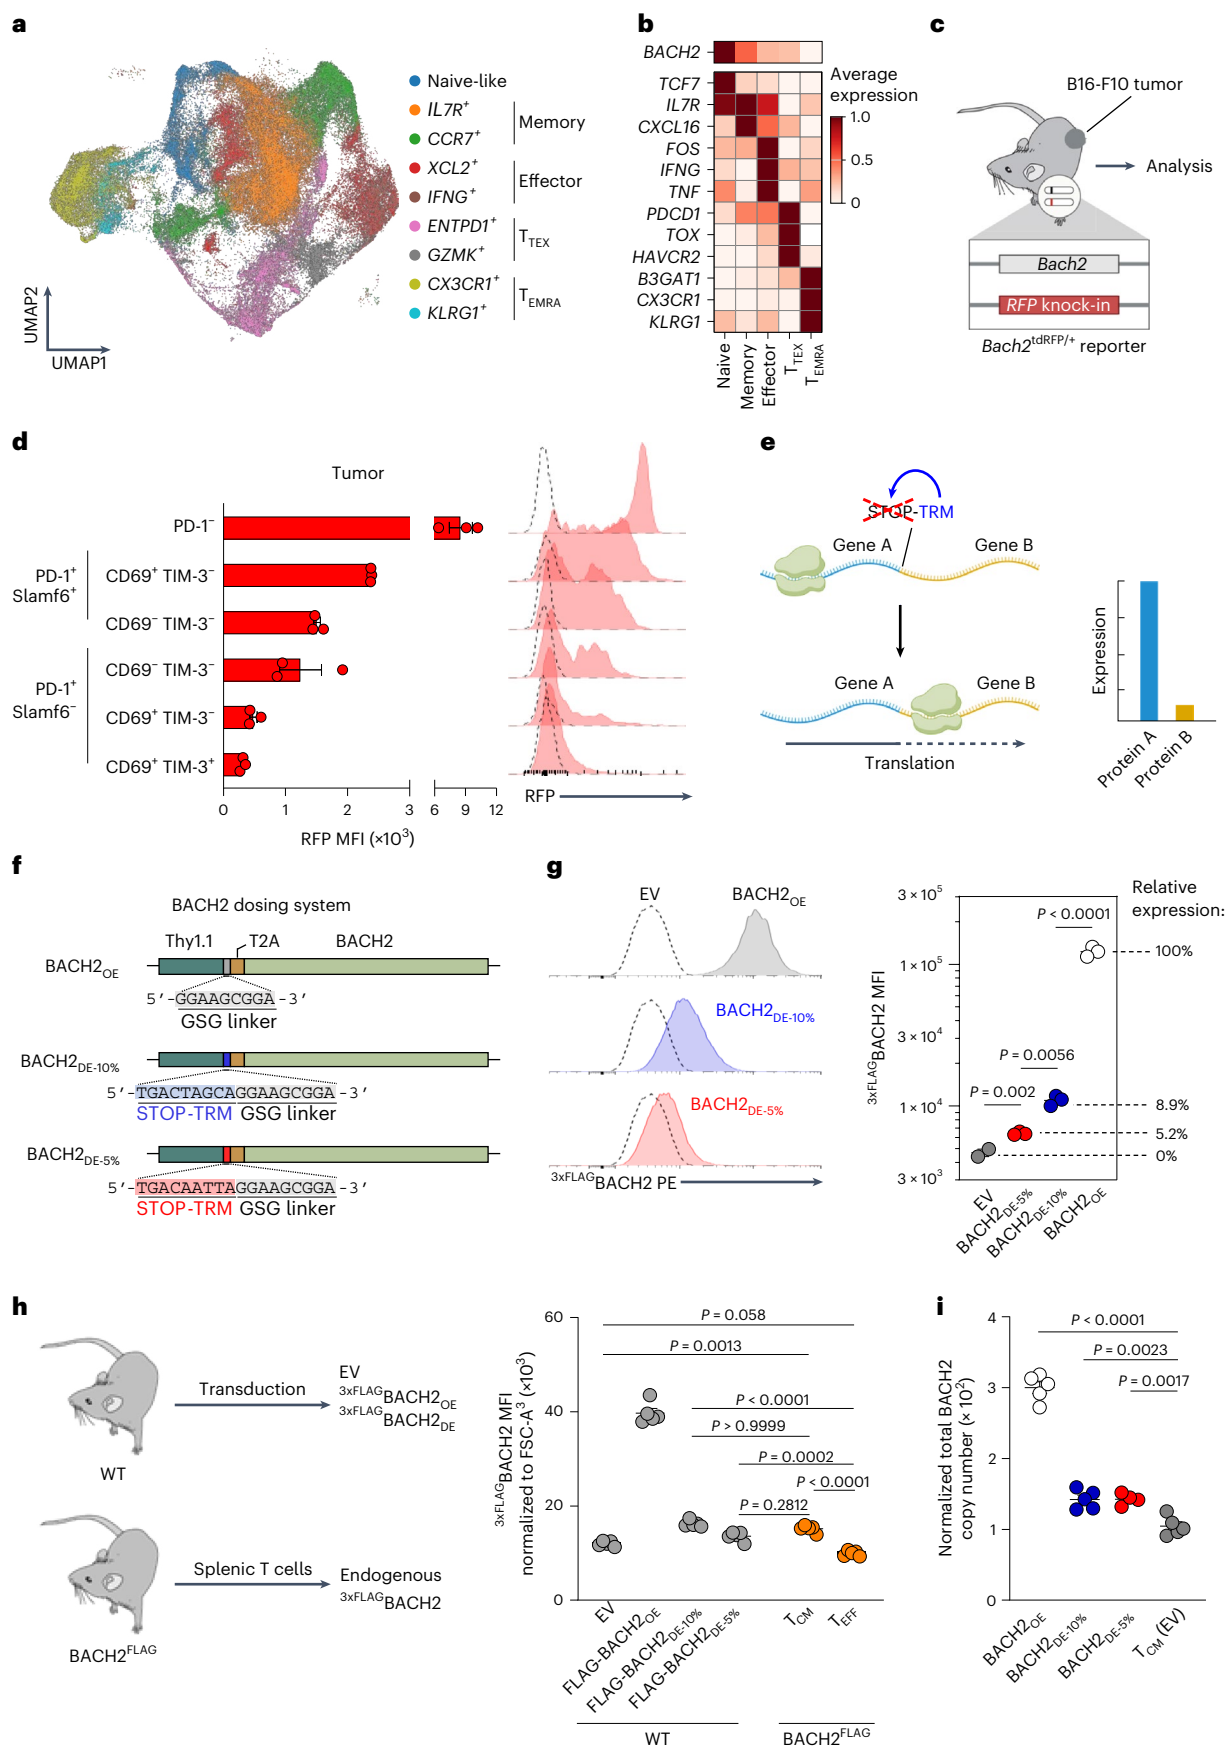 a
Naive-like
IL7R+
CCR7+
Memory
XCL2+
IFNG+
Effector
ENTPD1+
GZMK+
TTEX
CX3CR1+
KLRG1+
TEMRA
UMAP2
UMAP1
b
BACH2
TCF7
IL7R
CXCL16
FOS
IFNG
TNF
PDCD1
TOX
HAVCR2
B3GAT1
CX3CR1
KLRG1
Naive
Memory
Effector
TTEX
TEMRA
Average
expression
1.0
0.5
0
c
B16-F10 tumor
Analysis
Bach2
RFP knock-in
Bach2tdRFP/+ reporter
d
Tumor
PD-1−
PD-1+
Slamf6+
CD69+ TIM-3−
CD69− TIM-3−
PD-1+
Slamf6−
CD69− TIM-3−
CD69+ TIM-3−
CD69+ TIM-3+
0 1 2 3 6 12
RFP MFI (×10³)
RFP
e
STOP-TRM
Gene A
Gene B
Gene A
Gene B
Translation
Expression
Protein A
Protein B
f
BACH2 dosing system
Thy1.1
T2A
BACH2
BACH2OE
5′-GGAAGCGGA-3′
GSG linker
BACH2DE-10%
5′-TGACTAGCAGGAAGCGGA-3′
STOP-TRM GSG linker
BACH2DE-5%
5′-TGACAATTAGGAAGCGGA-3′
STOP-TRM GSG linker
g
EV
BACH2OE
BACH2DE-10%
BACH2DE-5%
3xFLAGBACH2 PE
3xFLAGBACH2 MFI
3 × 10⁵
1 × 10⁵
3 × 10⁴
1 × 10⁴
3 × 10³
P < 0.0001
P = 0.0056
P = 0.002
Relative
expression:
100%
8.9%
5.2%
0%
EV
BACH2DE-5%
BACH2DE-10%
BACH2OE
h
WT
Transduction
EV
3xFLAGBACH2OE
3xFLAGBACH2DE
BACH2FLAG
Splenic T cells
Endogenous
3xFLAGBACH2
3xFLAGBACH2 MFI
normalized to FSC-A³ (×10³)
60
40
20
0
P = 0.058
P = 0.0013
P < 0.0001
P > 0.9999
P = 0.0002
P < 0.0001
P = 0.2812
EV
FLAG-BACH2OE
FLAG-BACH2DE-10%
FLAG-BACH2DE-5%
TCM
TEFF
WT
BACH2FLAG
i
Normalized total BACH2
copy number (× 10²)
4
3
2
1
0
P < 0.0001
P = 0.0023
P = 0.0017
BACH2OE
BACH2DE-10%
BACH2DE-5%
TCM (EV)